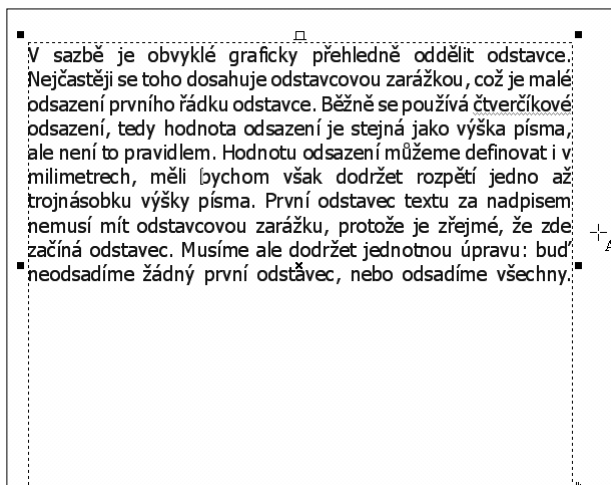 V sazbě je obvyklé graficky přehledně oddělit odstavce.
Nejčastěji se toho dosahuje odstavcovou zarážkou, což je malé
odsazení prvního řádku odstavce. Běžně se používá čtverčíkové
odsazení, tedy hodnota odsazení je stejná jako výška písma,
ale není to pravidlem. Hodnotu odsazení můžeme definovat i v
milimetrech, měli bychom však dodržet rozpětí jedno až
trojnásobku výšky písma. První odstavec textu za nadpisem
nemusí mít odstavcovou zarážku, protože je zřejmé, že zde
začíná odstavec. Musíme ale dodržet jednotnou úpravu: buď
neodsadíme žádný první odstavec, nebo odsadíme všechny.